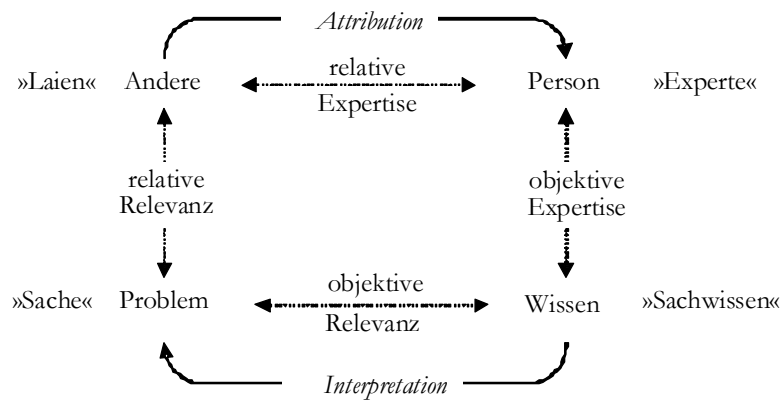 Attribution
»Laien« Andere relative Expertise Person »Experte«
relative Relevanz
objektive Expertise
»Sache« Problem objektive Relevanz Wissen »Sachwissen«
Interpretation